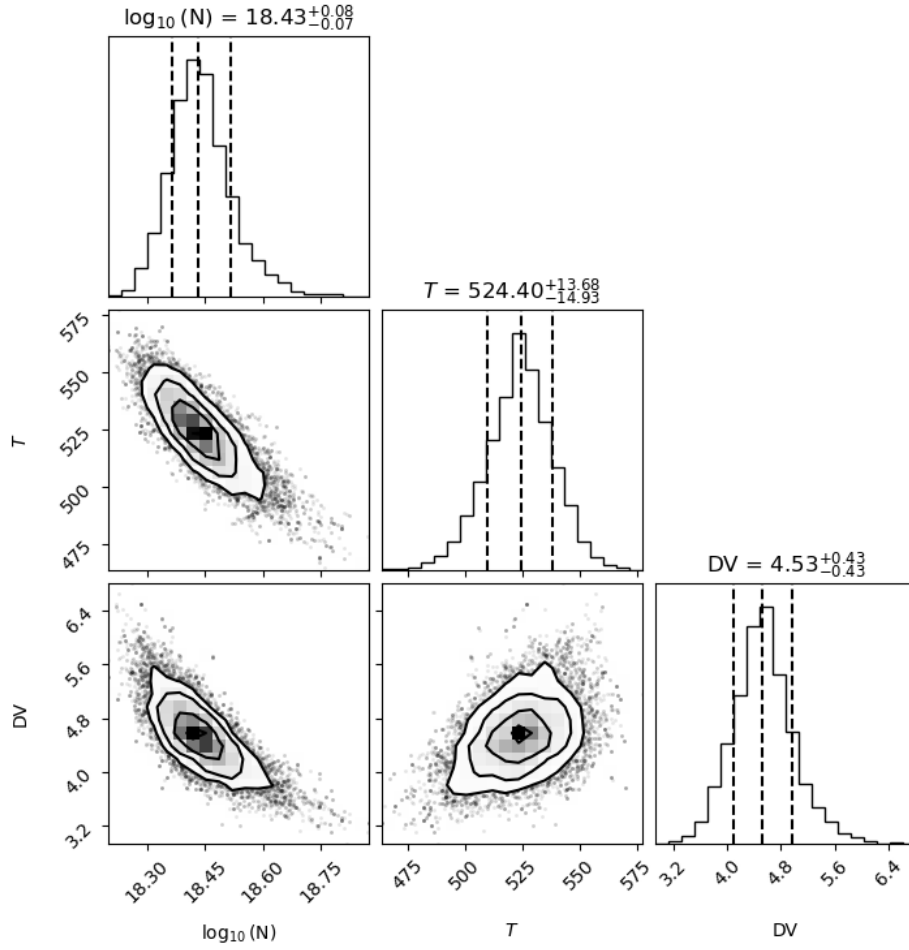 log₁₀ (N) = 18.43⁺⁰·⁰⁸₋₀.₀₇
T = 524.40⁺¹³·⁶⁸₋₁₄.₉₃
575
550
525
500
475
T
DV = 4.53⁺⁰·⁴³₋₀.₄₃
6.4
5.6
4.8
4.0
3.2
DV
18.30 18.45 18.60 18.75 475 500 525 550 575 3.2 4.0 4.8 5.6 6.4
log₁₀ (N) T DV